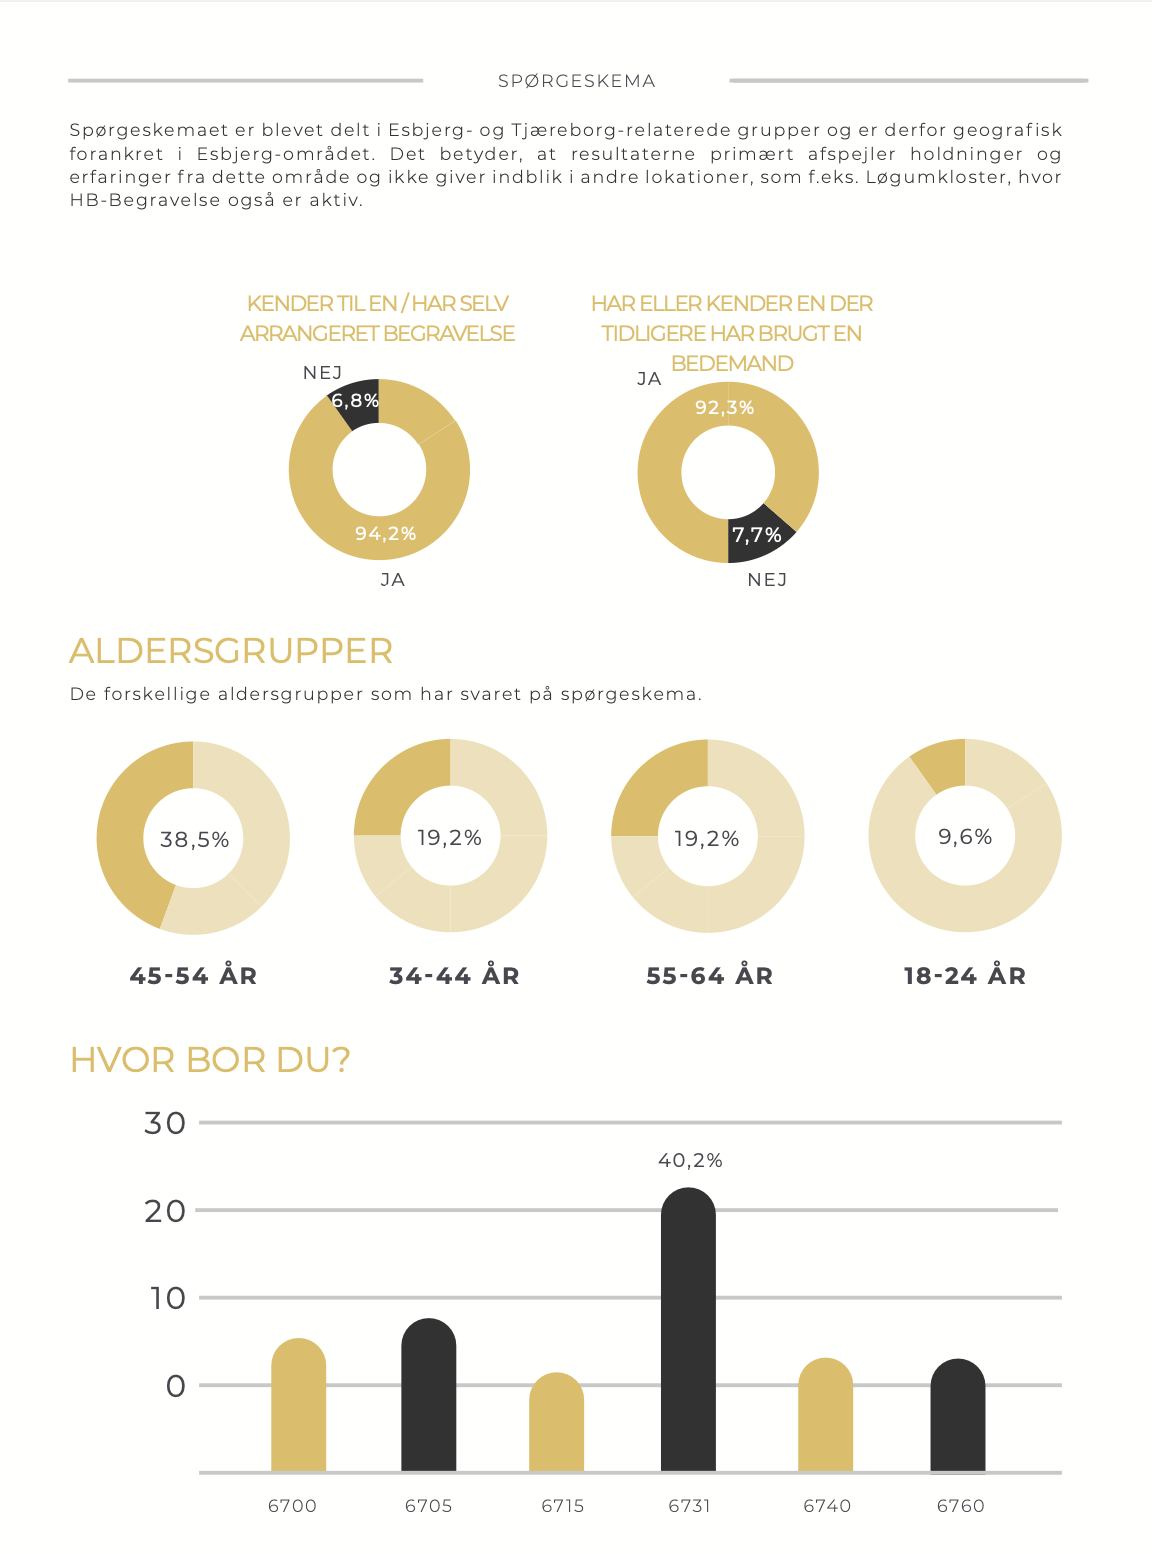 SPØRGESKEMA
Spørgeskemaet er blevet delt i Esbjerg- og Tjæreborg-relaterede grupper og er derfor geografisk
forankret i Esbjerg-området. Det betyder, at resultaterne primært afspejler holdninger og
erfaringer fra dette område og ikke giver indblik i andre lokationer, som f.eks. Løgumkloster, hvor
HB-Begravelse også er aktiv.
KENDER TIL EN / HAR SELV
ARRANGERET BEGRAVELSE
NEJ
6,8%
94,2%
JA
HAR ELLER KENDER EN DER
TIDLIGERE HAR BRUGT EN
BEDEMAND
JA
92,3%
7,7%
NEJ
ALDERSGRUPPER
De forskellige aldersgrupper som har svaret på spørgeskema.
38,5%
19,2%
19,2%
9,6%
45-54 ÅR
34-44 ÅR
55-64 ÅR
18-24 ÅR
HVOR BOR DU?
30
40,2%
20
10
0
6700
6705
6715
6731
6740
6760